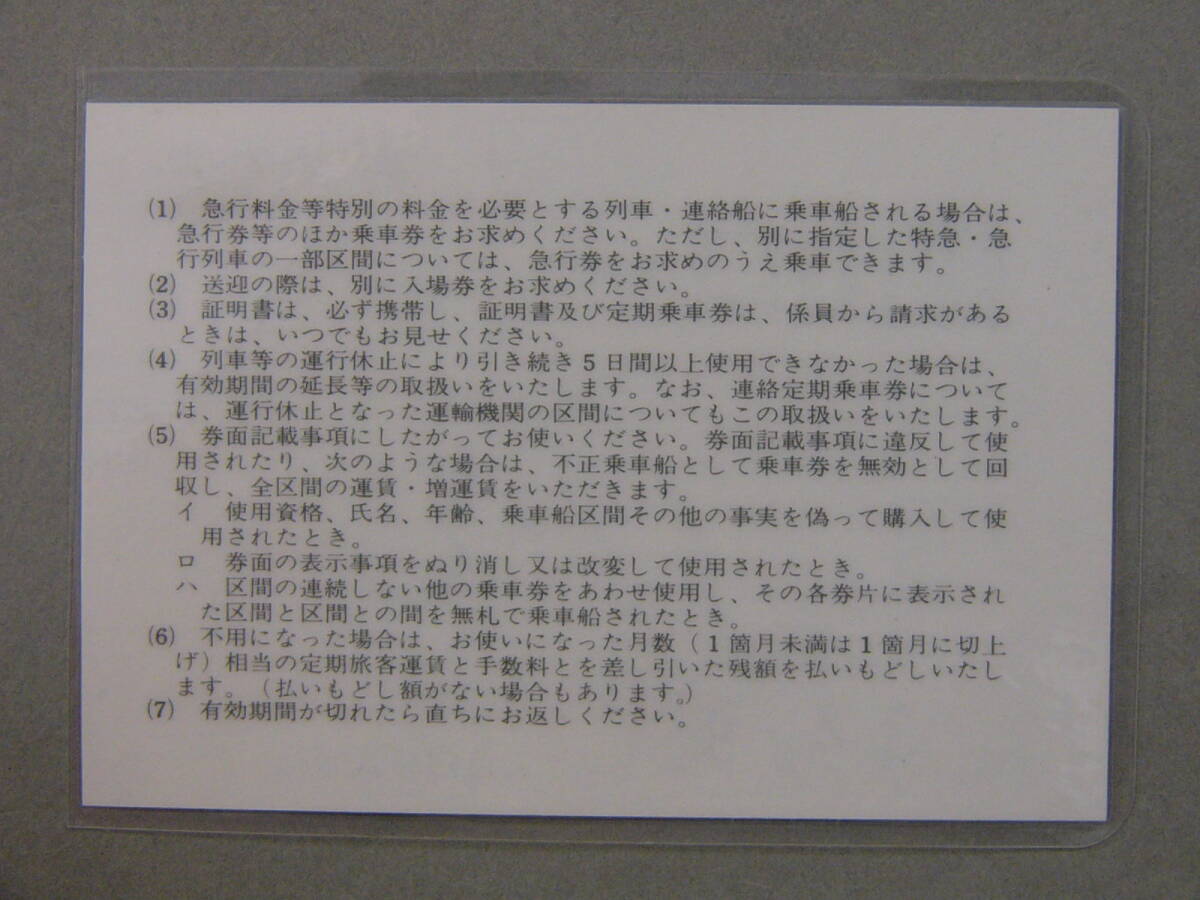 (1) 急行料金等特別の料金を必要とする列車・連絡船に乗車船される場合は、
急行券等のほか乗車券をお求めください。ただし、別に指定した特急・急
行列車の一部区間については、急行券をお求めのうえ乗車できます。
(2) 送迎の際は、別に入場券をお求めください。
(3) 証明書は、必ず携帯し、証明書及び定期乗車券は、係員から請求がある
ときは、いつでもお見せください。
(4) 列車等の運行休止により引き続き5日間以上使用できなかった場合は、
有効期間の延長等の取扱いをいたします。なお、連絡定期乗車券について
は、運行休止となった運輸機関の区間についてもこの取扱いをいたします。
(5) 券面記載事項にしたがってお使いください。券面記載事項に違反して使
用されたり、次のような場合は、不正乗車船として乗車券を無効として回
収し、全区間の運賃・増運賃をいただきます。
イ 使用資格、氏名、年齢、乗車船区間その他の事実を偽って購入して使
用されたとき。
ロ 券面の表示事項をぬり消し又は改変して使用されたとき。
ハ 区間の連続しない他の乗車券をあわせ使用し、その各券片に表示され
た区間と区間との間を無札で乗車船されたとき。
(6) 不用になった場合は、お使いになった月数(1箇月未満は1箇月に切上
げ)相当の定期旅客運賃と手数料とを差し引いた残額を払いもどしいたし
ます。(払いもどし額がない場合もあります。)
(7) 有効期間が切れたら直ちにお返しください。